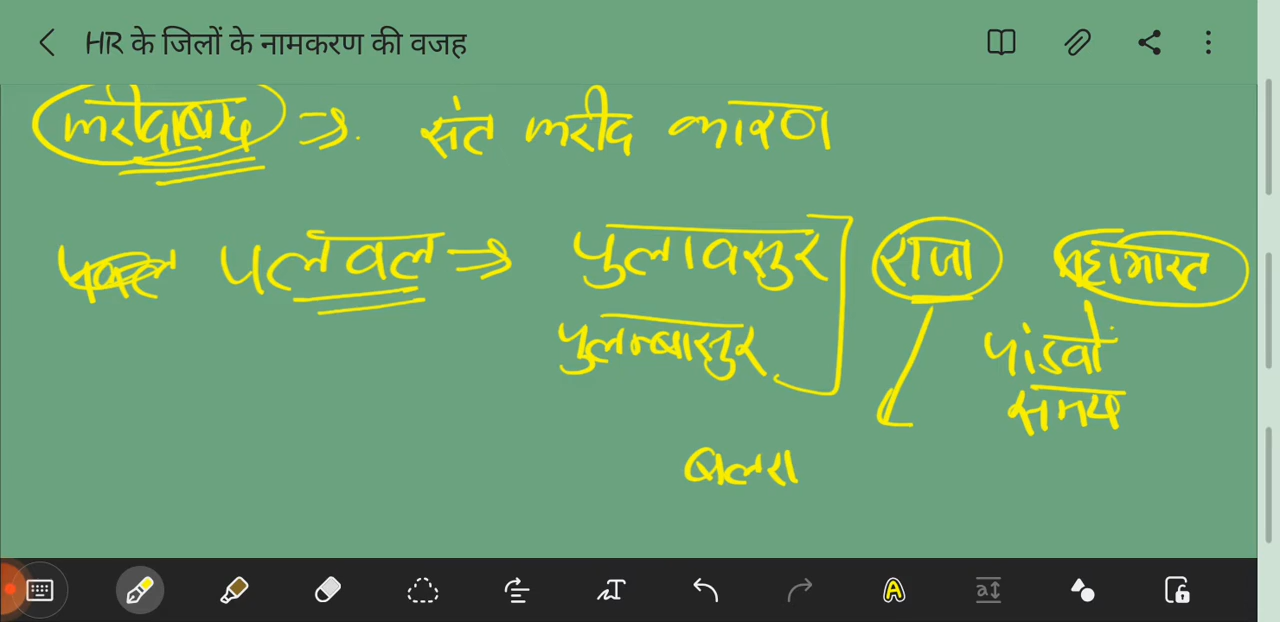 HR के जिलों के नामकरण की वजह
फरीदाबाद => संत फरीद कारण
पलवल => पुलावसुर राजा महाभारत
पुलम्बासुर पांडवों
समय
बलरा